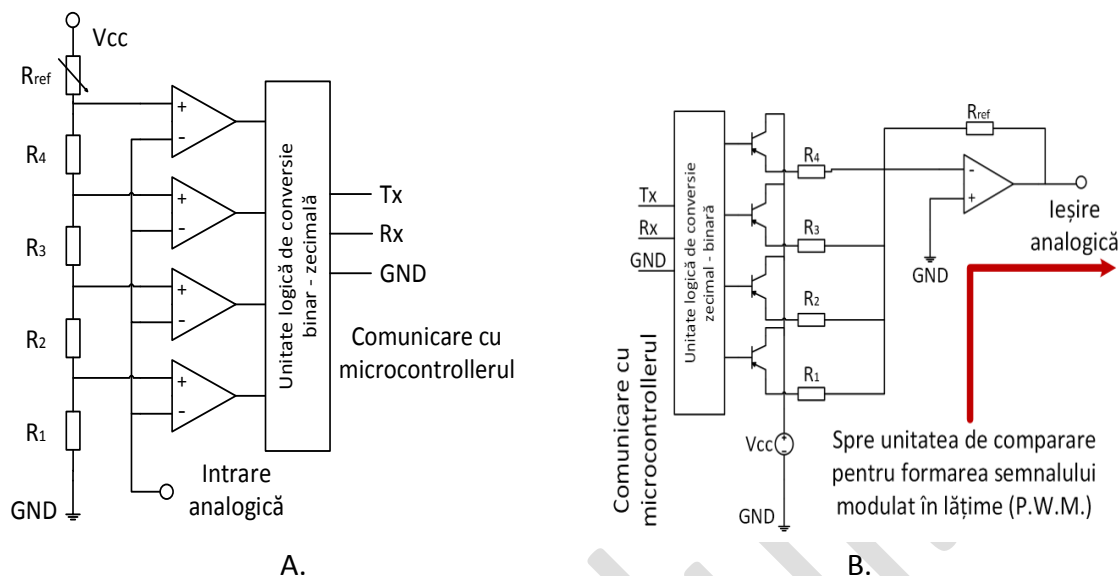 Vcc
Rref
R4
R3
R2
R1
GND
+
-
+
-
+
-
+
-
Unitate logică de conversie
binar - zecimală
Tx
Rx
GND
Comunicare cu
microcontrollerul
Intrare
analogică
A.
Tx
Rx
GND
Unitate logică de conversie
zecimal - binară
Comunicare cu
microcontrollerul
R4
R3
R2
R1
Rref
-
+
GND
Ieșire
analogică
Vcc
+
-
GND
Spre unitatea de comparare
pentru formarea semnalului
modulat în lățime (P.W.M.)
B.